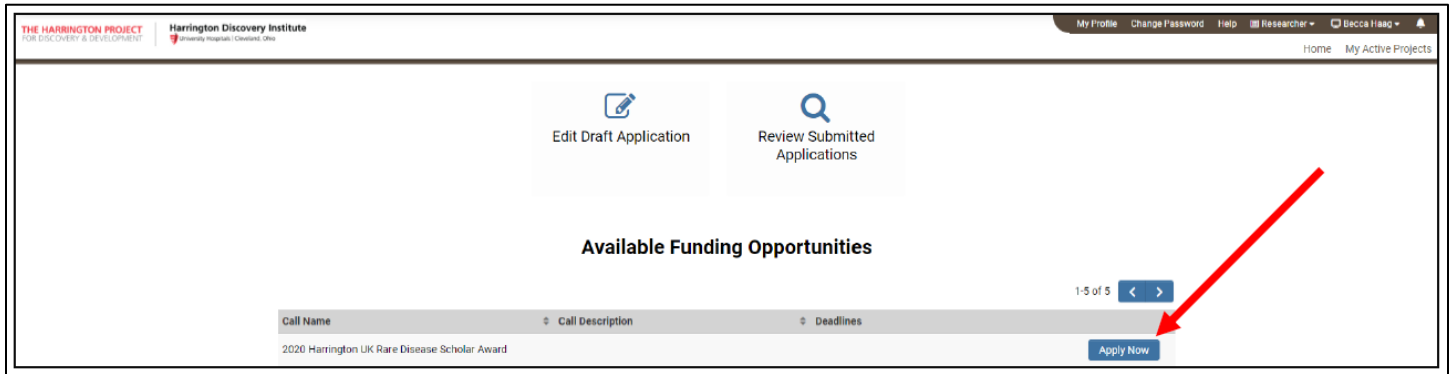 THE HARRINGTON PROJECT
FOR DISCOVERY & DEVELOPMENT
Harrington Discovery Institute
University Hospitals | Cleveland, Ohio
My Profile Change Password Help Researcher Becca Haag
Home My Active Projects
Edit Draft Application
Review Submitted
Applications
Available Funding Opportunities
1-5 of 5 < >
Call Name Call Description Deadlines
2020 Harrington UK Rare Disease Scholar Award Apply Now